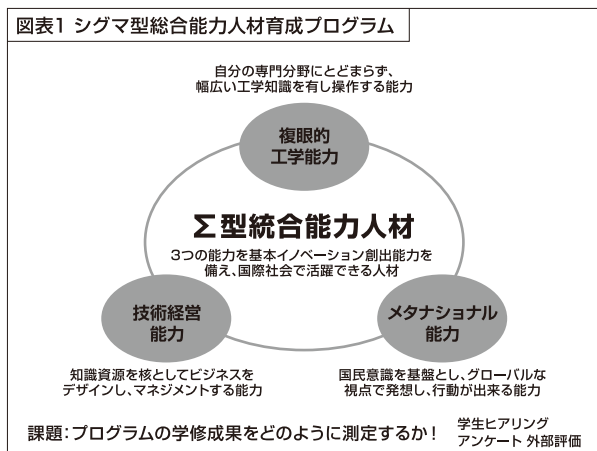 図表1 シグマ型総合能力人材育成プログラム
自分の専門分野にとどまらず、
幅広い工学知識を有し操作する能力
複眼的
工学能力
Σ型統合能力人材
3つの能力を基本イノベーション創出能力を
備え、国際社会で活躍できる人材
技術経営
能力
メタナショナル
能力
知識資源を核としてビジネスを
デザインし、マネジメントする能力
国民意識を基盤とし、グローバルな
視点で発想し、行動が出来る能力
課題:プログラムの学修成果をどのように測定するか!
学生ヒアリング
アンケート 外部評価